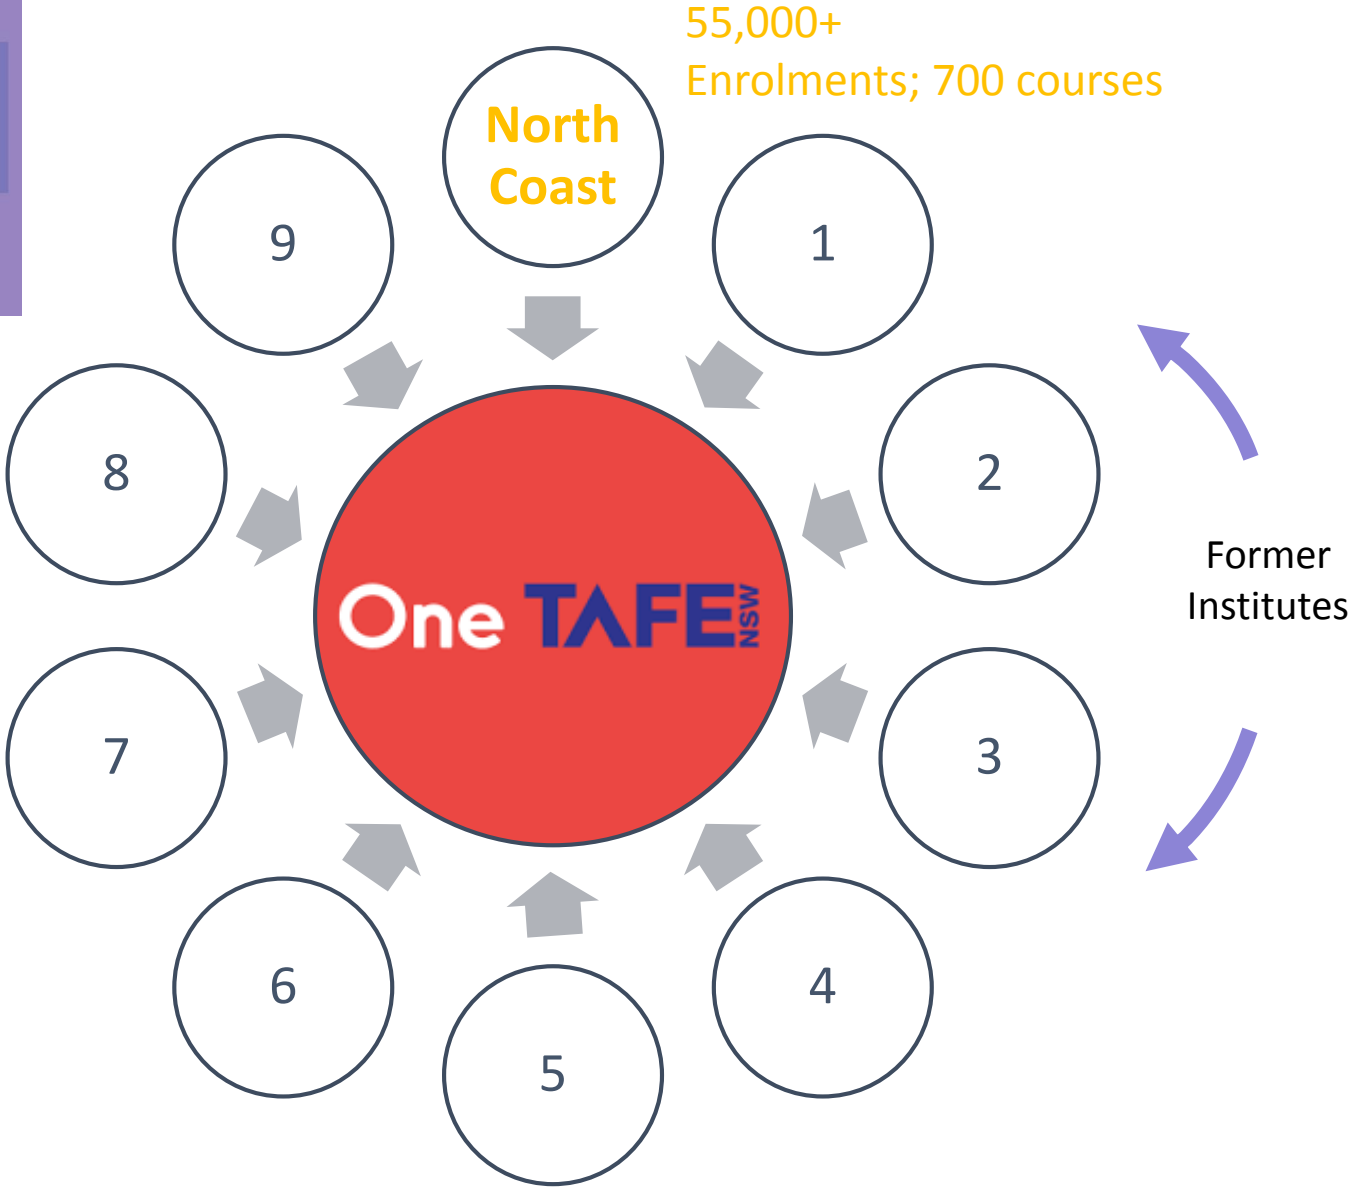 55,000+
Enrolments; 700 courses
North
Coast
9
1
8
2
Former
Institutes
One TAFE NSW
7
3
6
4
5